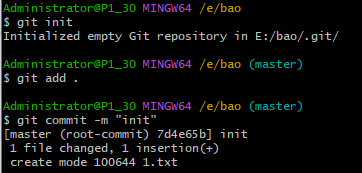 Administrator@P1_30 MINGW64 /e/bao
$ git init
Initialized empty Git repository in E:/bao/.git/
Administrator@P1_30 MINGW64 /e/bao (master)
$ git add .
Administrator@P1_30 MINGW64 /e/bao (master)
$ git commit -m "init"
[master (root-commit) 7d4e65b] init
 1 file changed, 1 insertion(+)
 create mode 100644 1.txt